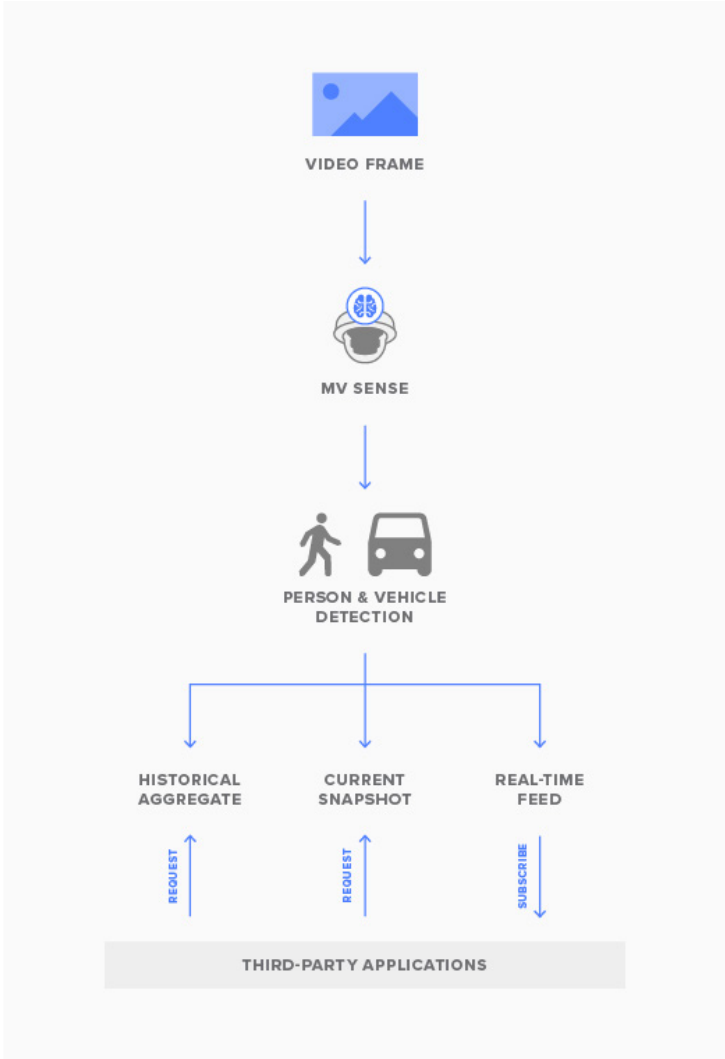 VIDEO FRAME
MV SENSE
PERSON & VEHICLE
DETECTION
HISTORICAL
AGGREGATE
CURRENT
SNAPSHOT
REAL-TIME
FEED
REQUEST
REQUEST
SUBSCRIBE
THIRD-PARTY APPLICATIONS